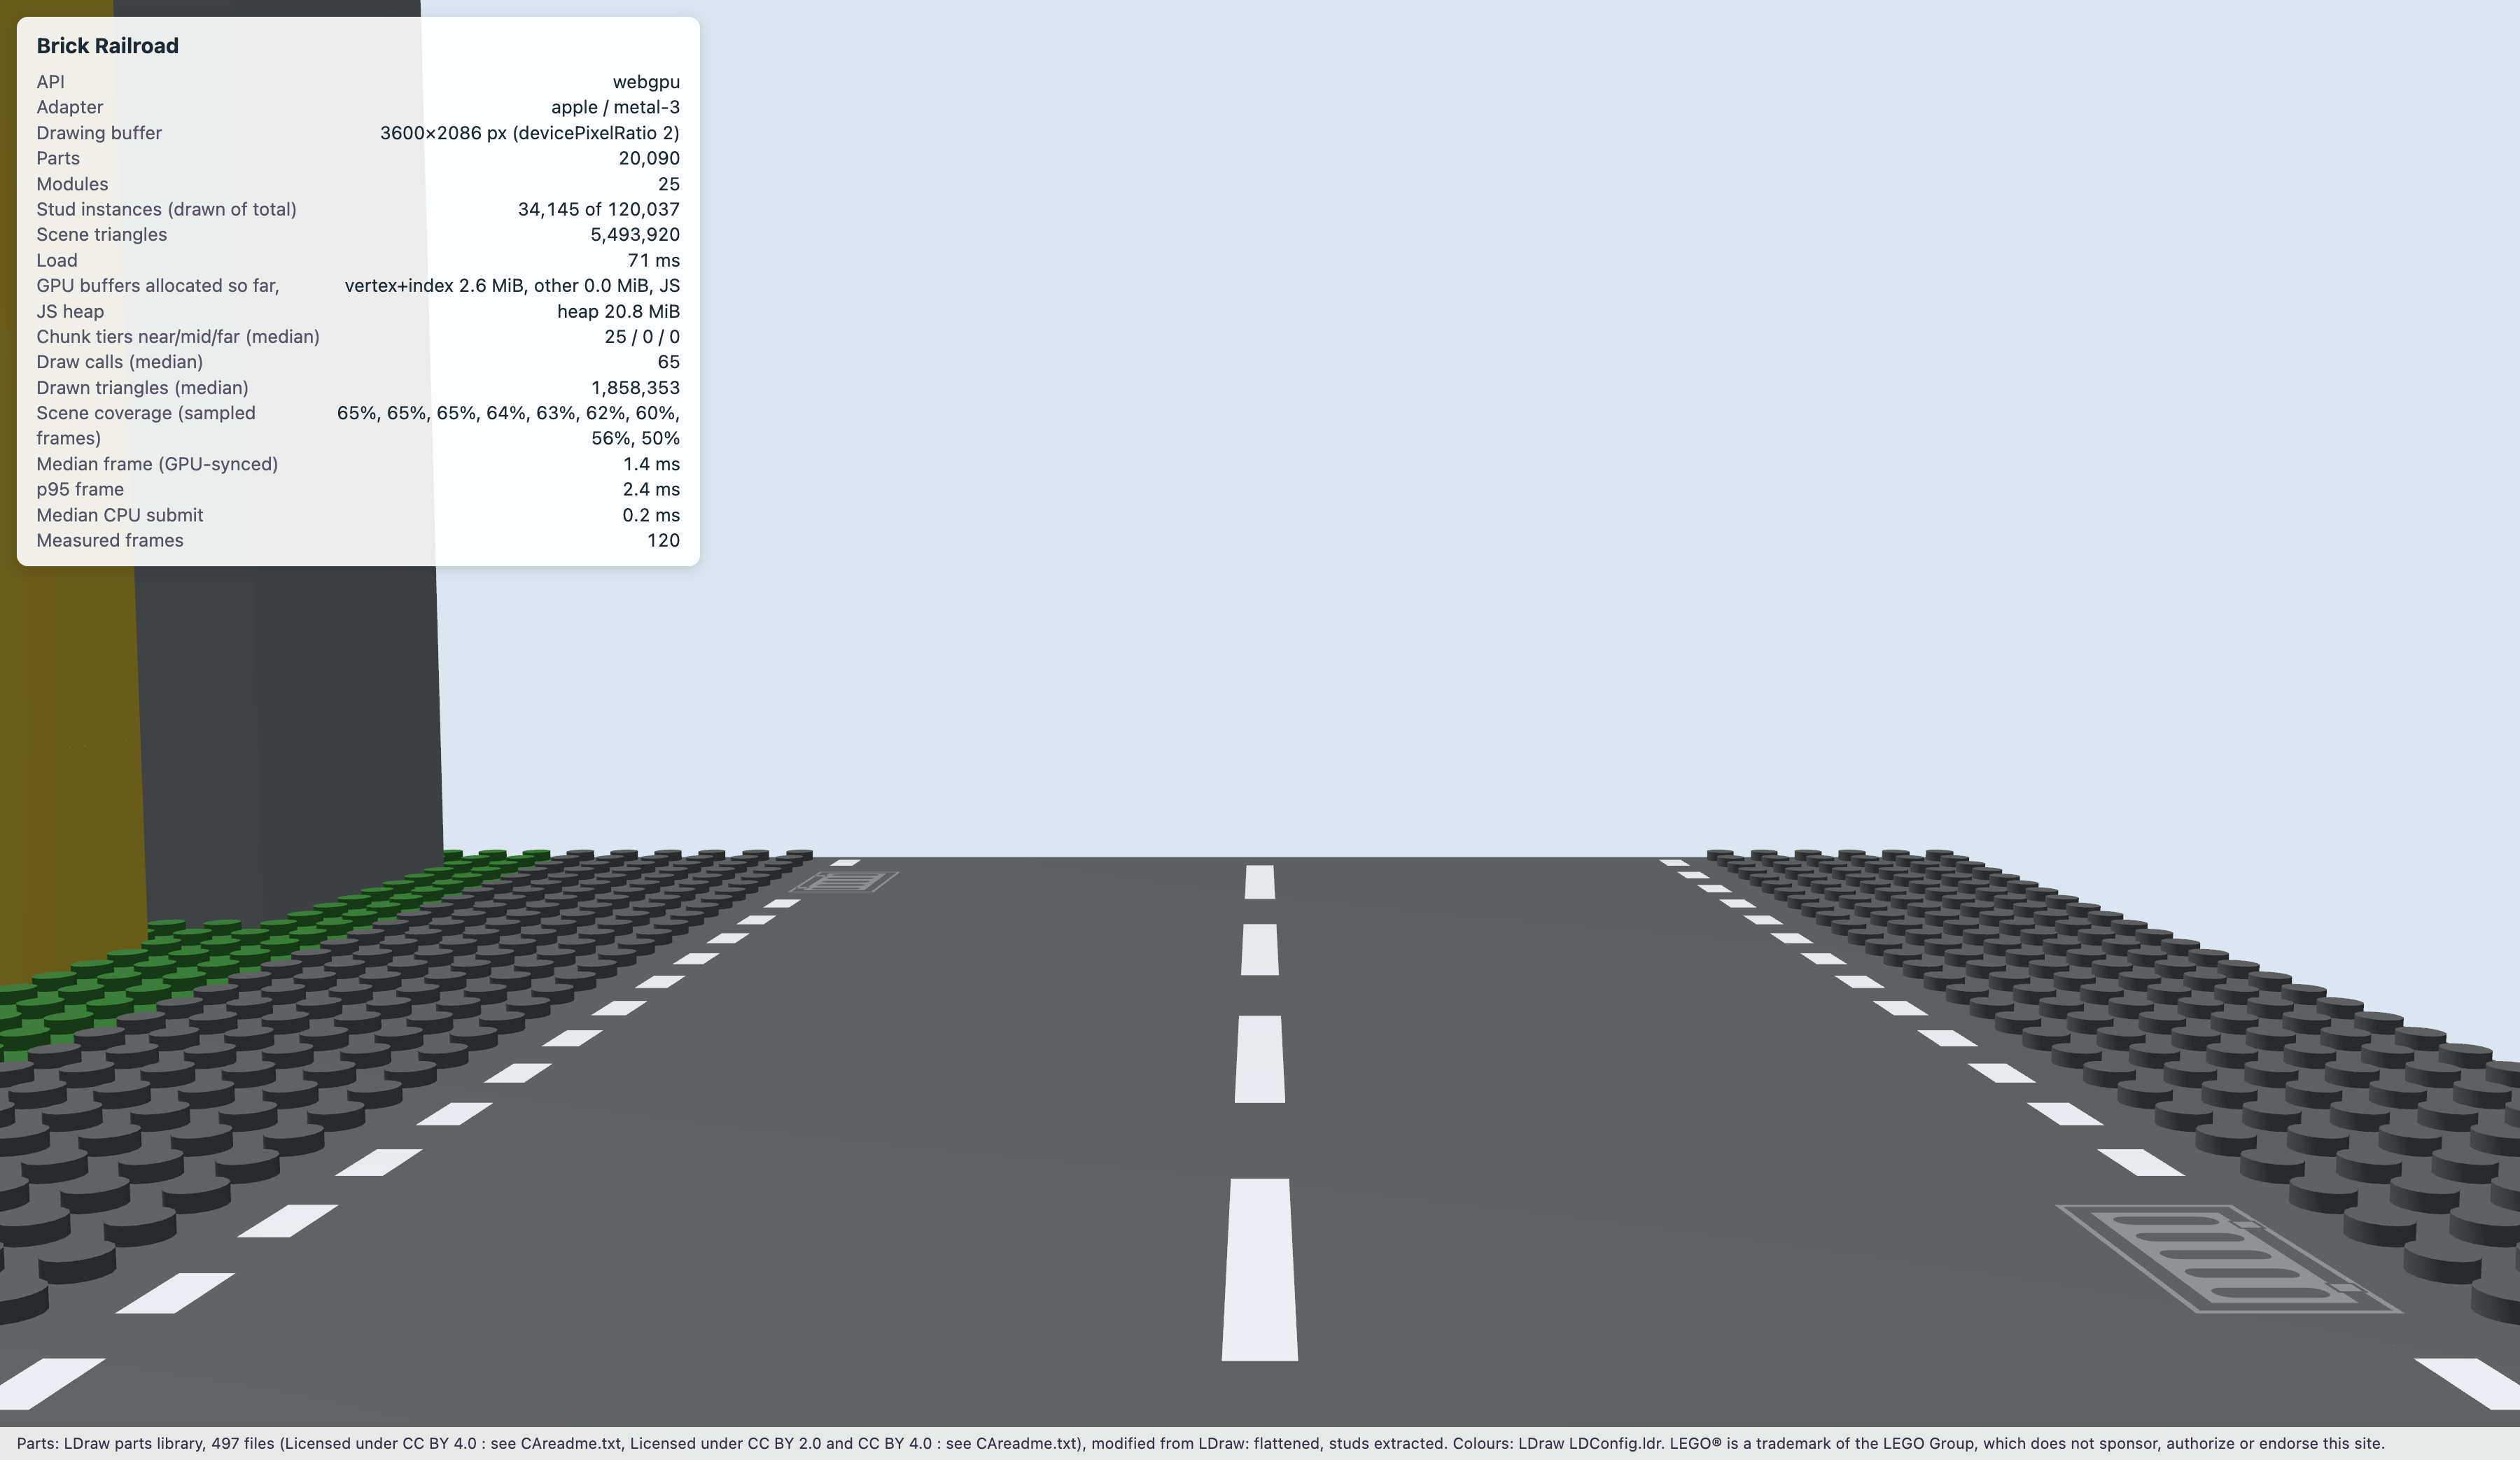 Brick Railroad
API webgpu
Adapter apple / metal-3
Drawing buffer 3600×2086 px (devicePixelRatio 2)
Parts 20,090
Modules 25
Stud instances (drawn of total) 34,145 of 120,037
Scene triangles 5,493,920
Load 71 ms
GPU buffers allocated so far, vertex+index 2.6 MiB, other 0.0 MiB, JS
JS heap heap 20.8 MiB
Chunk tiers near/mid/far (median) 25 / 0 / 0
Draw calls (median) 65
Drawn triangles (median) 1,858,353
Scene coverage (sampled 65%, 65%, 65%, 64%, 63%, 62%, 60%,
frames) 56%, 50%
Median frame (GPU-synced) 1.4 ms
p95 frame 2.4 ms
Median CPU submit 0.2 ms
Measured frames 120
Parts: LDraw parts library, 497 files (Licensed under CC BY 4.0 : see CAreadme.txt, Licensed under CC BY 2.0 and CC BY 4.0 : see CAreadme.txt), modified from LDraw: flattened, studs extracted. Colours: LDraw LDConfig.ldr. LEGO® is a trademark of the LEGO Group, which does not sponsor, authorize or endorse this site.